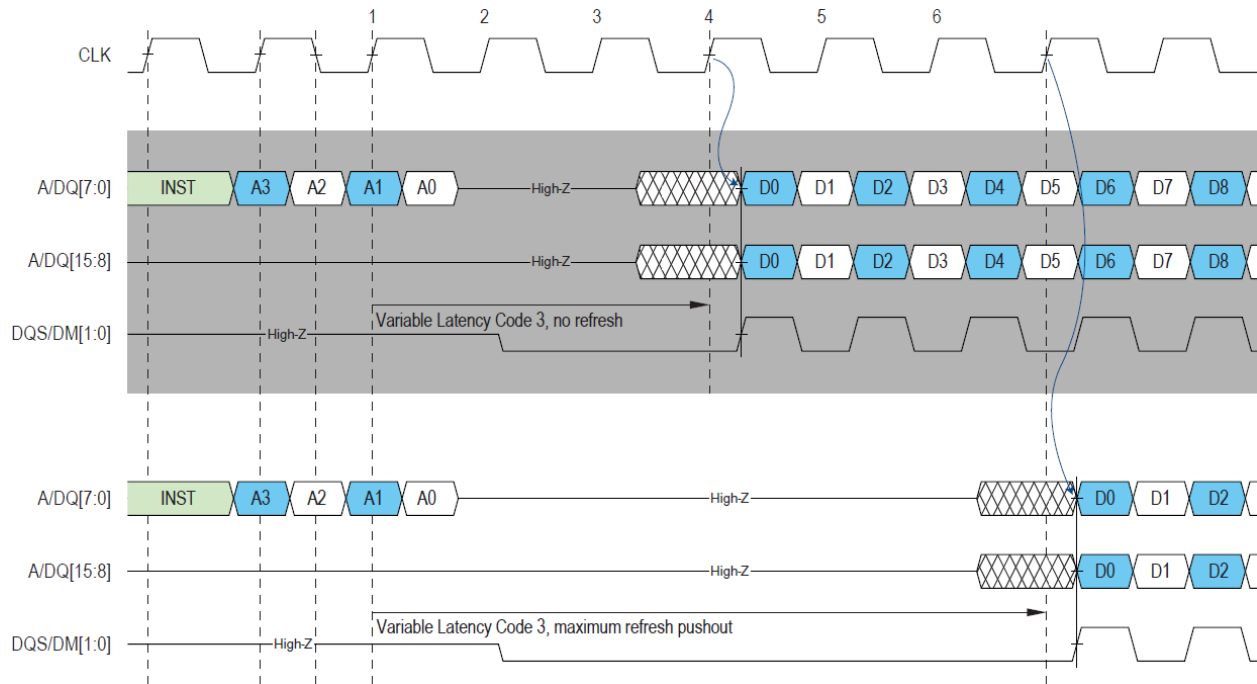 1 2 3 4 5 6
CLK
A/DQ[7:0] INST A3 A2 A1 A0 High-Z D0 D1 D2 D3 D4 D5 D6 D7 D8
A/DQ[15:8] High-Z D0 D1 D2 D3 D4 D5 D6 D7 D8
Variable Latency Code 3, no refresh
DQS/DM[1:0] High-Z
A/DQ[7:0] INST A3 A2 A1 A0 High-Z D0 D1 D2
A/DQ[15:8] High-Z D0 D1 D2
Variable Latency Code 3, maximum refresh pushout
DQS/DM[1:0] High-Z